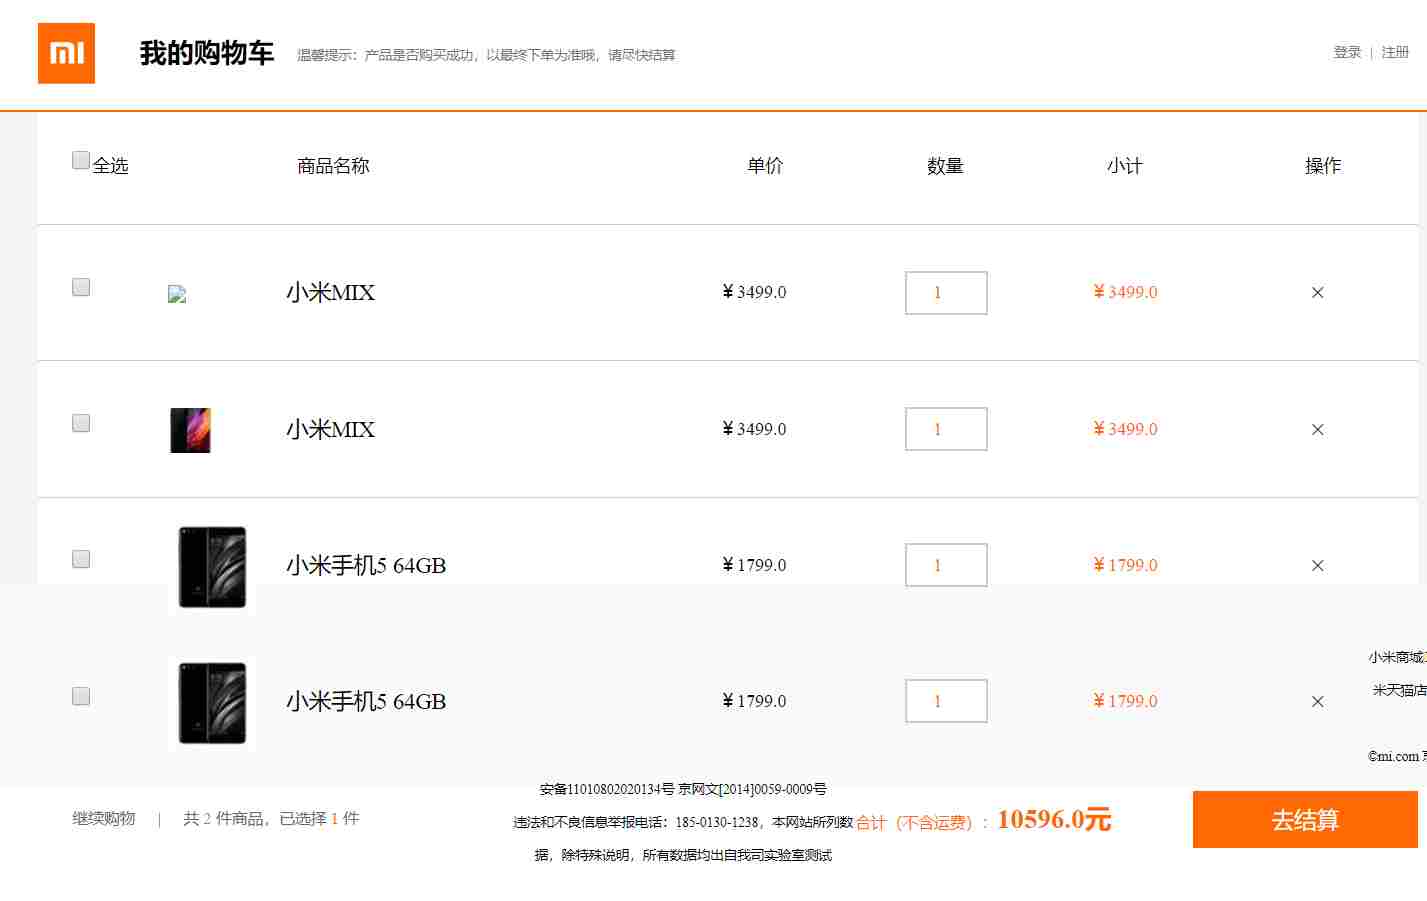 mi
我的购物车 温馨提示：产品是否购买成功，以最终下单为准哦，请尽快结算 登录 | 注册
全选 商品名称 单价 数量 小计 操作
小米MIX ¥ 3499.0 1 ¥ 3499.0 ×
小米MIX ¥ 3499.0 1 ¥ 3499.0 ×
小米手机5 64GB ¥ 1799.0 1 ¥ 1799.0 ×
小米商城
米天猫店
小米手机5 64GB ¥ 1799.0 1 ¥ 1799.0 ×
©mi.com
安备11010802020134号 京网文[2014]0059-0009号
继续购物 | 共 2 件商品，已选择 1 件
违法和不良信息举报电话：185-0130-1238，本网站所列数
合计（不含运费）：10596.0元 去结算
据，除特殊说明，所有数据均出自我司实验室测试